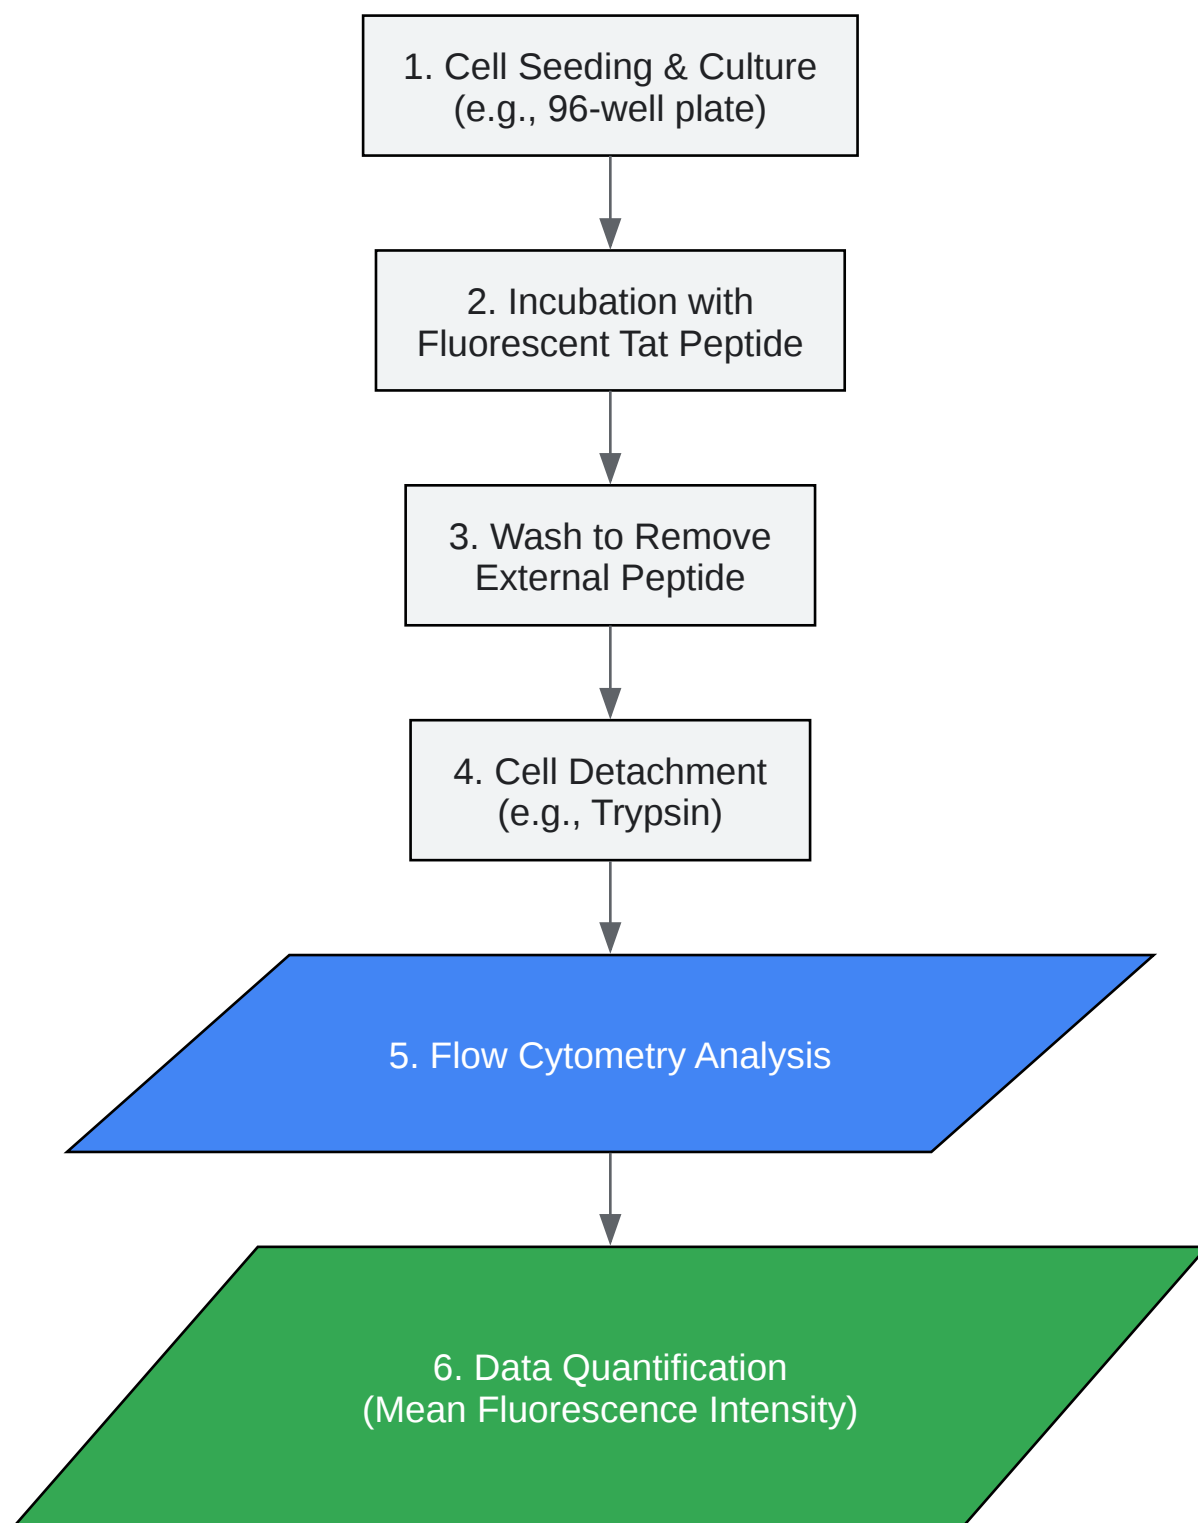 1. Cell Seeding & Culture
(e.g., 96-well plate)
2. Incubation with
Fluorescent Tat Peptide
3. Wash to Remove
External Peptide
4. Cell Detachment
(e.g., Trypsin)
5. Flow Cytometry Analysis
6. Data Quantification
(Mean Fluorescence Intensity)